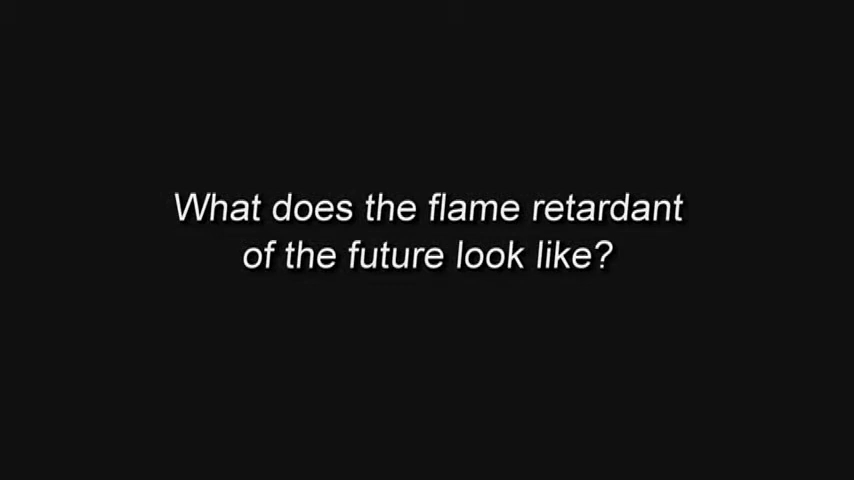 What does the flame retardant
of the future look like?